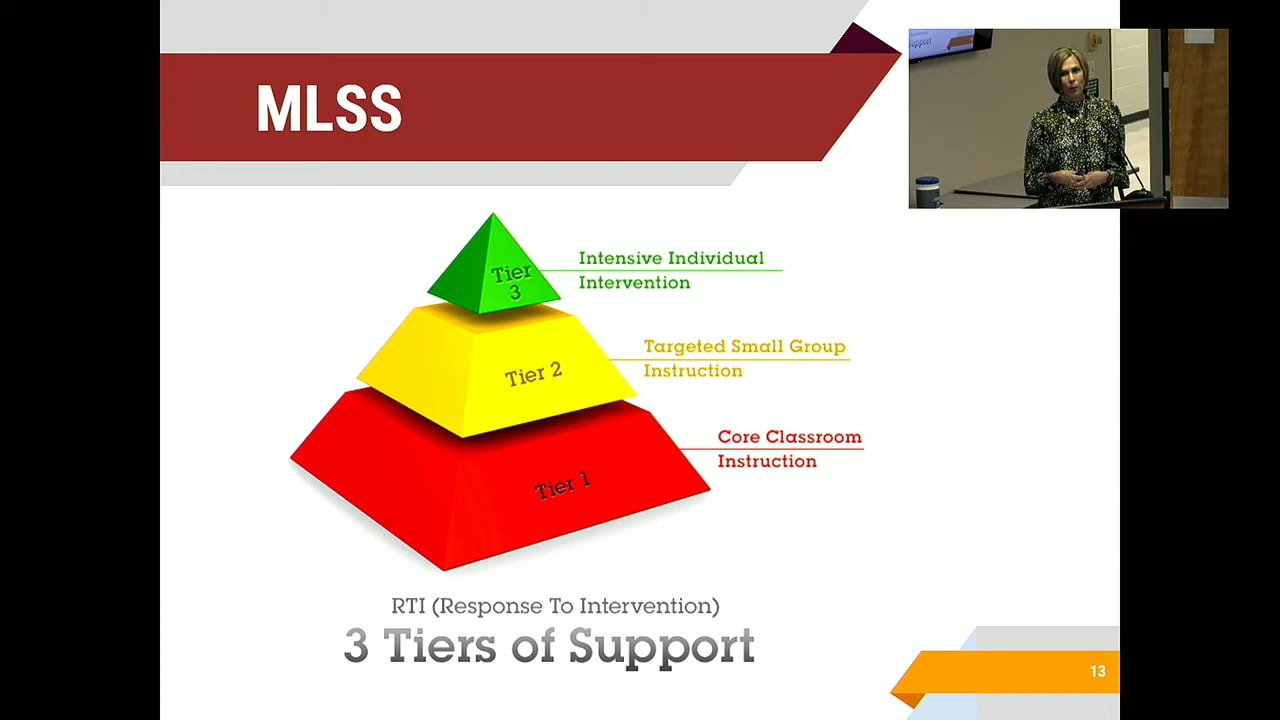 MLSS
Support
Tier
3
Intensive Individual
Intervention
Tier 2
Targeted Small Group
Instruction
Tier 1
Core Classroom
Instruction
RTI (Response To Intervention)
3 Tiers of Support
13